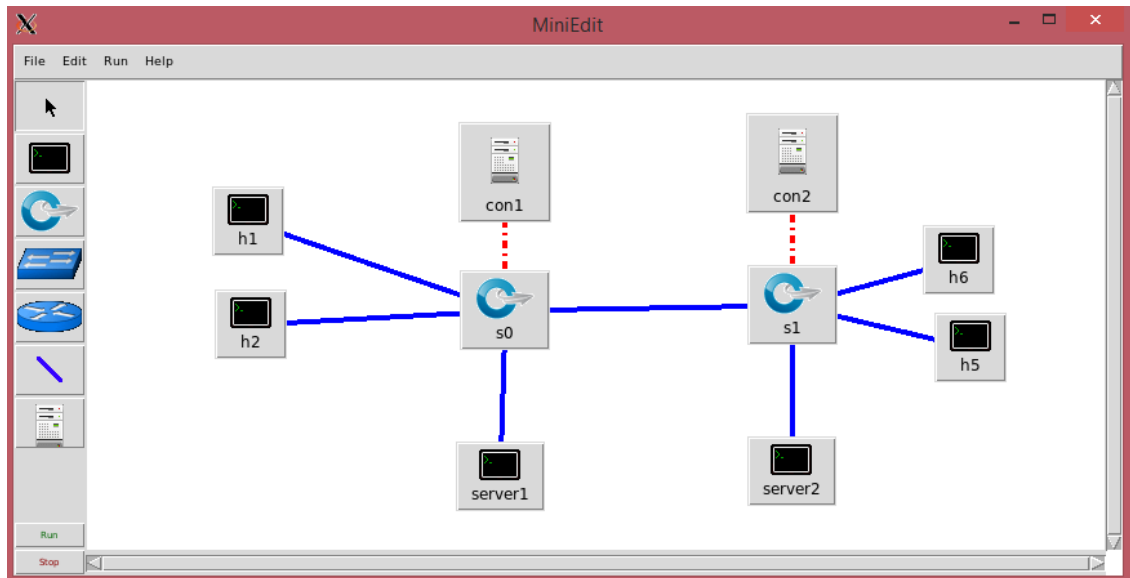 MiniEdit
File Edit Run Help
con1
con2
h1
h6
h2
s0
s1
h5
server1
server2
Run
Stop